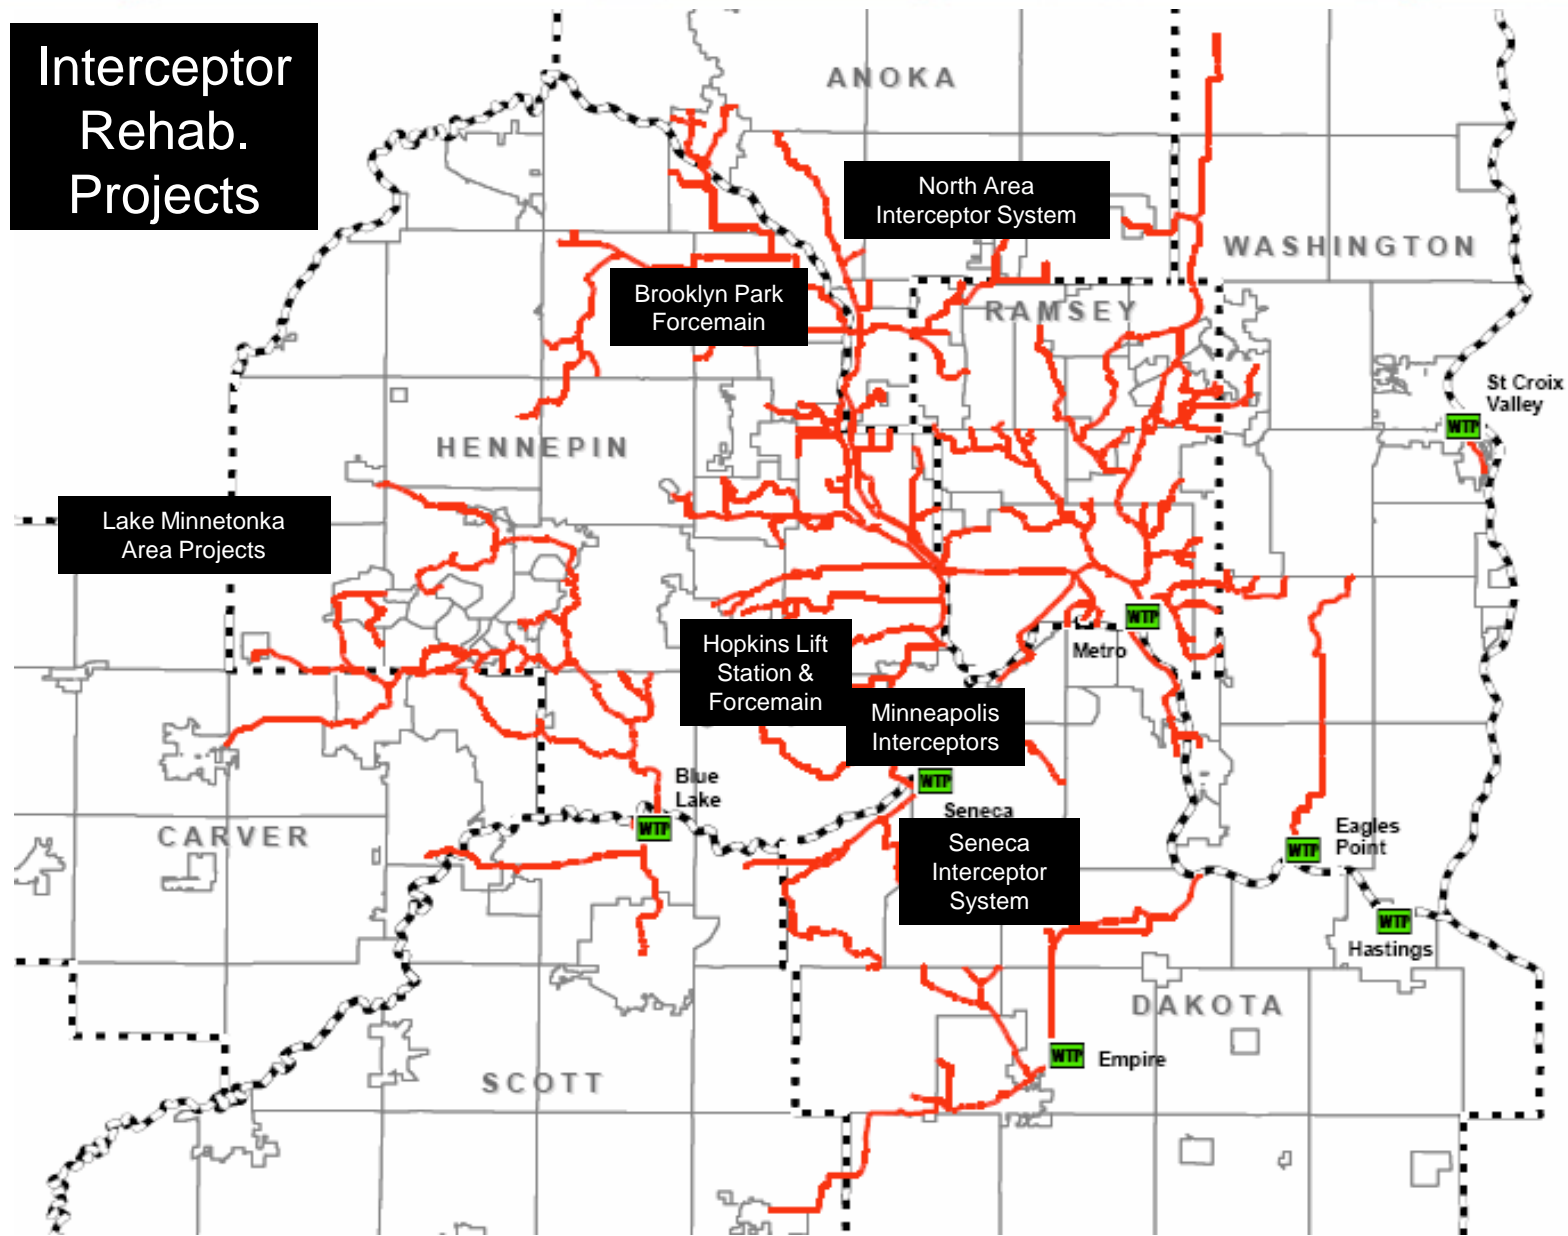 Interceptor
Rehab.
Projects
ANOKA
North Area
Interceptor System
WASHINGTON
Brooklyn Park
Forcemain
RAMSEY
St Croix
Valley
WTP
HENNEPIN
Lake Minnetonka
Area Projects
WTP
Metro
Hopkins Lift
Station &
Forcemain
Minneapolis
Interceptors
Blue
Lake
WTP
WTP
Seneca
CARVER
Seneca
Interceptor
System
Eagles
Point
WTP
WTP
Hastings
DAKOTA
WTP
Empire
SCOTT